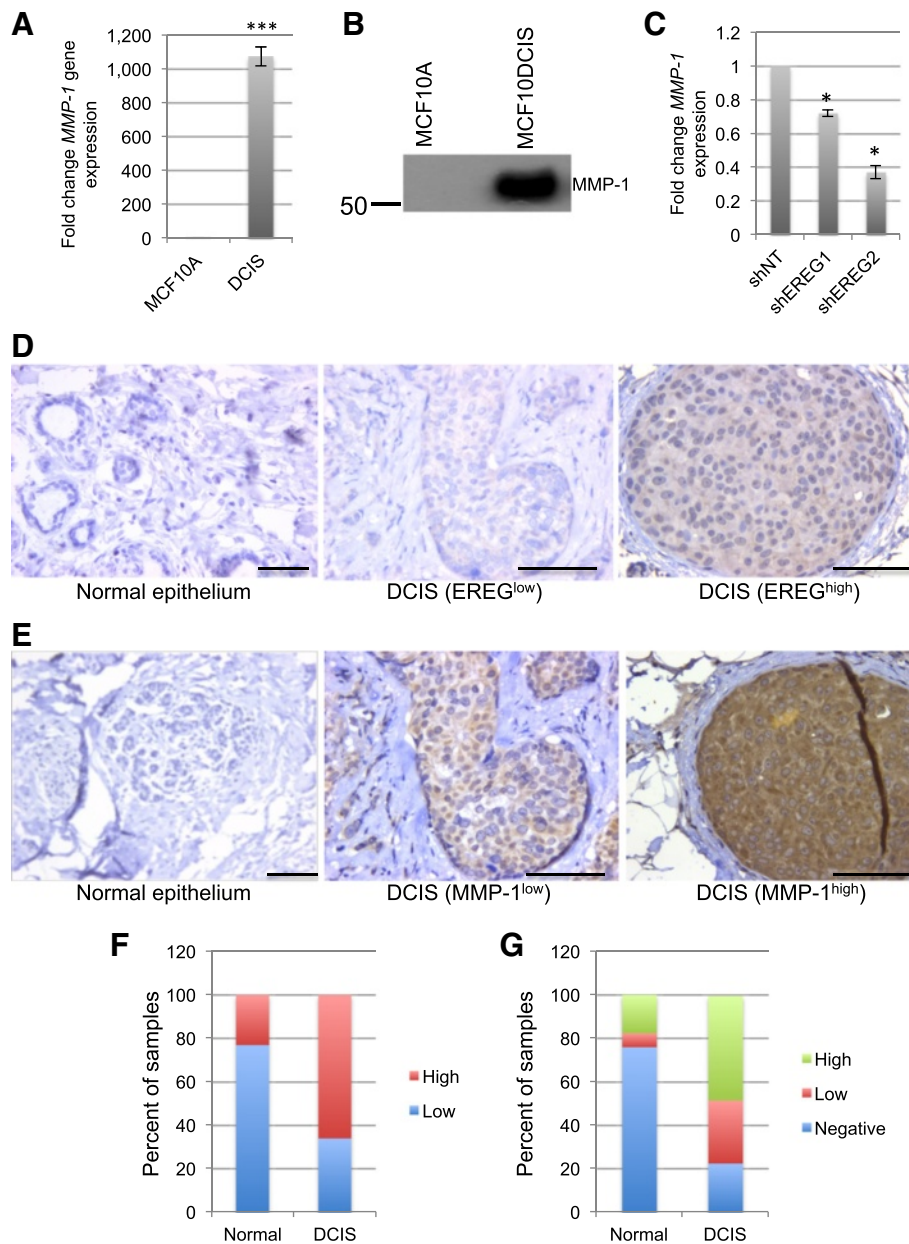 A
Fold change MMP-1 gene
expression
1,200
1,000
800
600
400
200
0
***
MCF10A
DCIS
B
MCF10A
MCF10DCIS
MMP-1
50
C
Fold change MMP-1
expression
1.2
1
0.8
0.6
0.4
0.2
0
*
*
shNT
shEREG1
shEREG2
D
Normal epithelium
DCIS (EREGlow)
DCIS (EREGhigh)
E
Normal epithelium
DCIS (MMP-1low)
DCIS (MMP-1high)
F
Percent of samples
120
100
80
60
40
20
0
Normal
DCIS
High
Low
G
Percent of samples
120
100
80
60
40
20
0
Normal
DCIS
High
Low
Negative